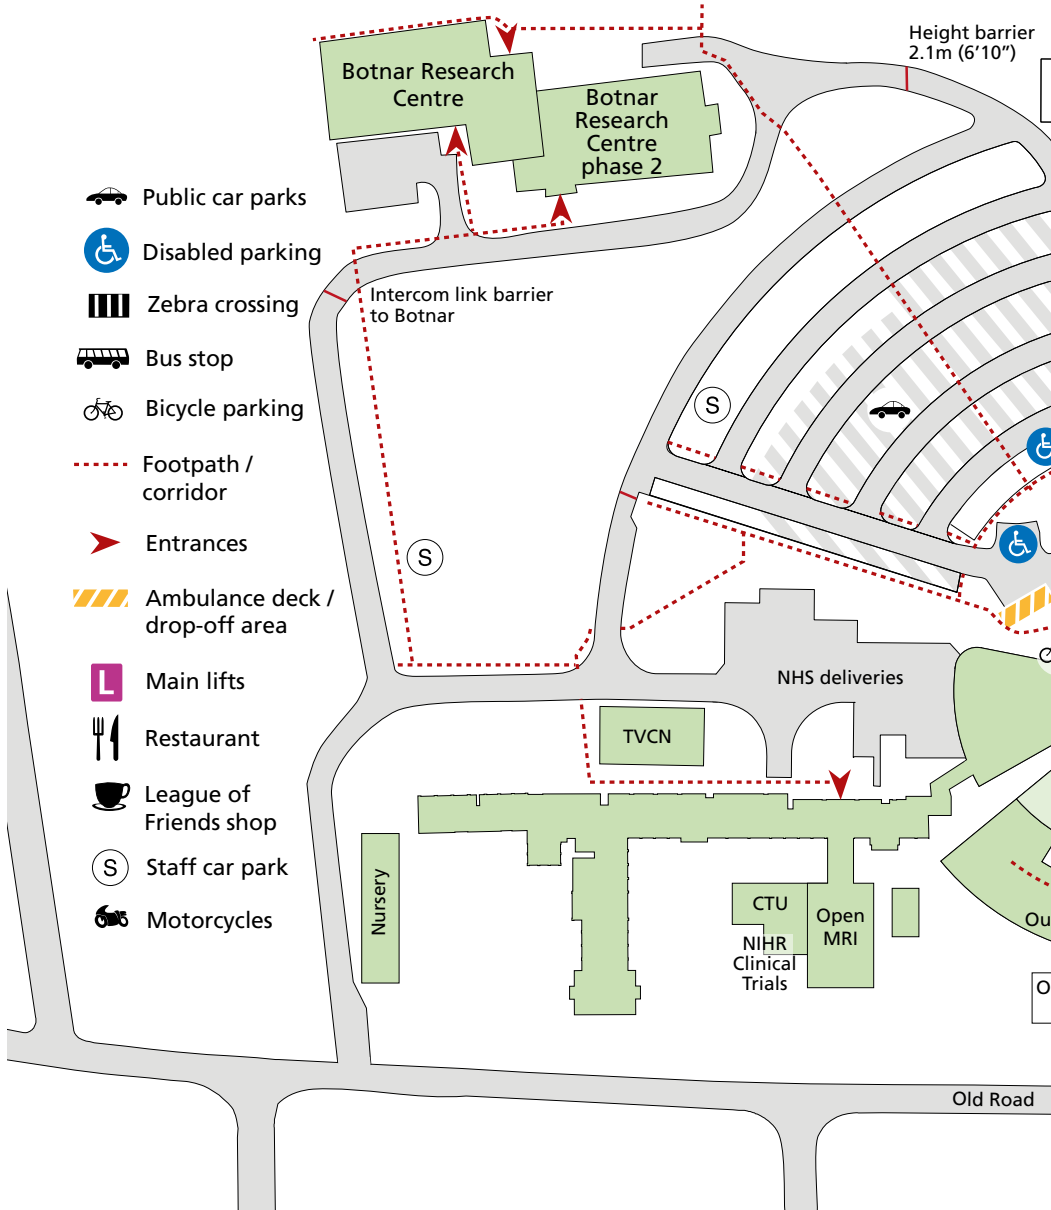 Height barrier
2.1m (6’10”)
Botnar Research
Centre
Botnar
Research
Centre
phase 2
Public car parks
Disabled parking
Zebra crossing
Bus stop
Bicycle parking
Footpath /
corridor
Entrances
Ambulance deck /
drop-off area
L
Main lifts
Restaurant
League of
Friends shop
S
Staff car park
Motorcycles
Intercom link barrier
to Botnar
S
S
NHS deliveries
TVCN
Nursery
CTU
Open
MRI
NIHR
Clinical
Trials
Ou
O
Old Road